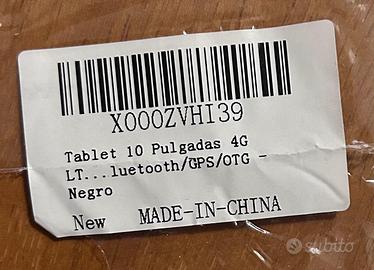 X000ZVHI39
Tablet 10 Pulgadas 4G
LT...luetooth/GPS/OTG -
Negro
New MADE-IN-CHINA
subito